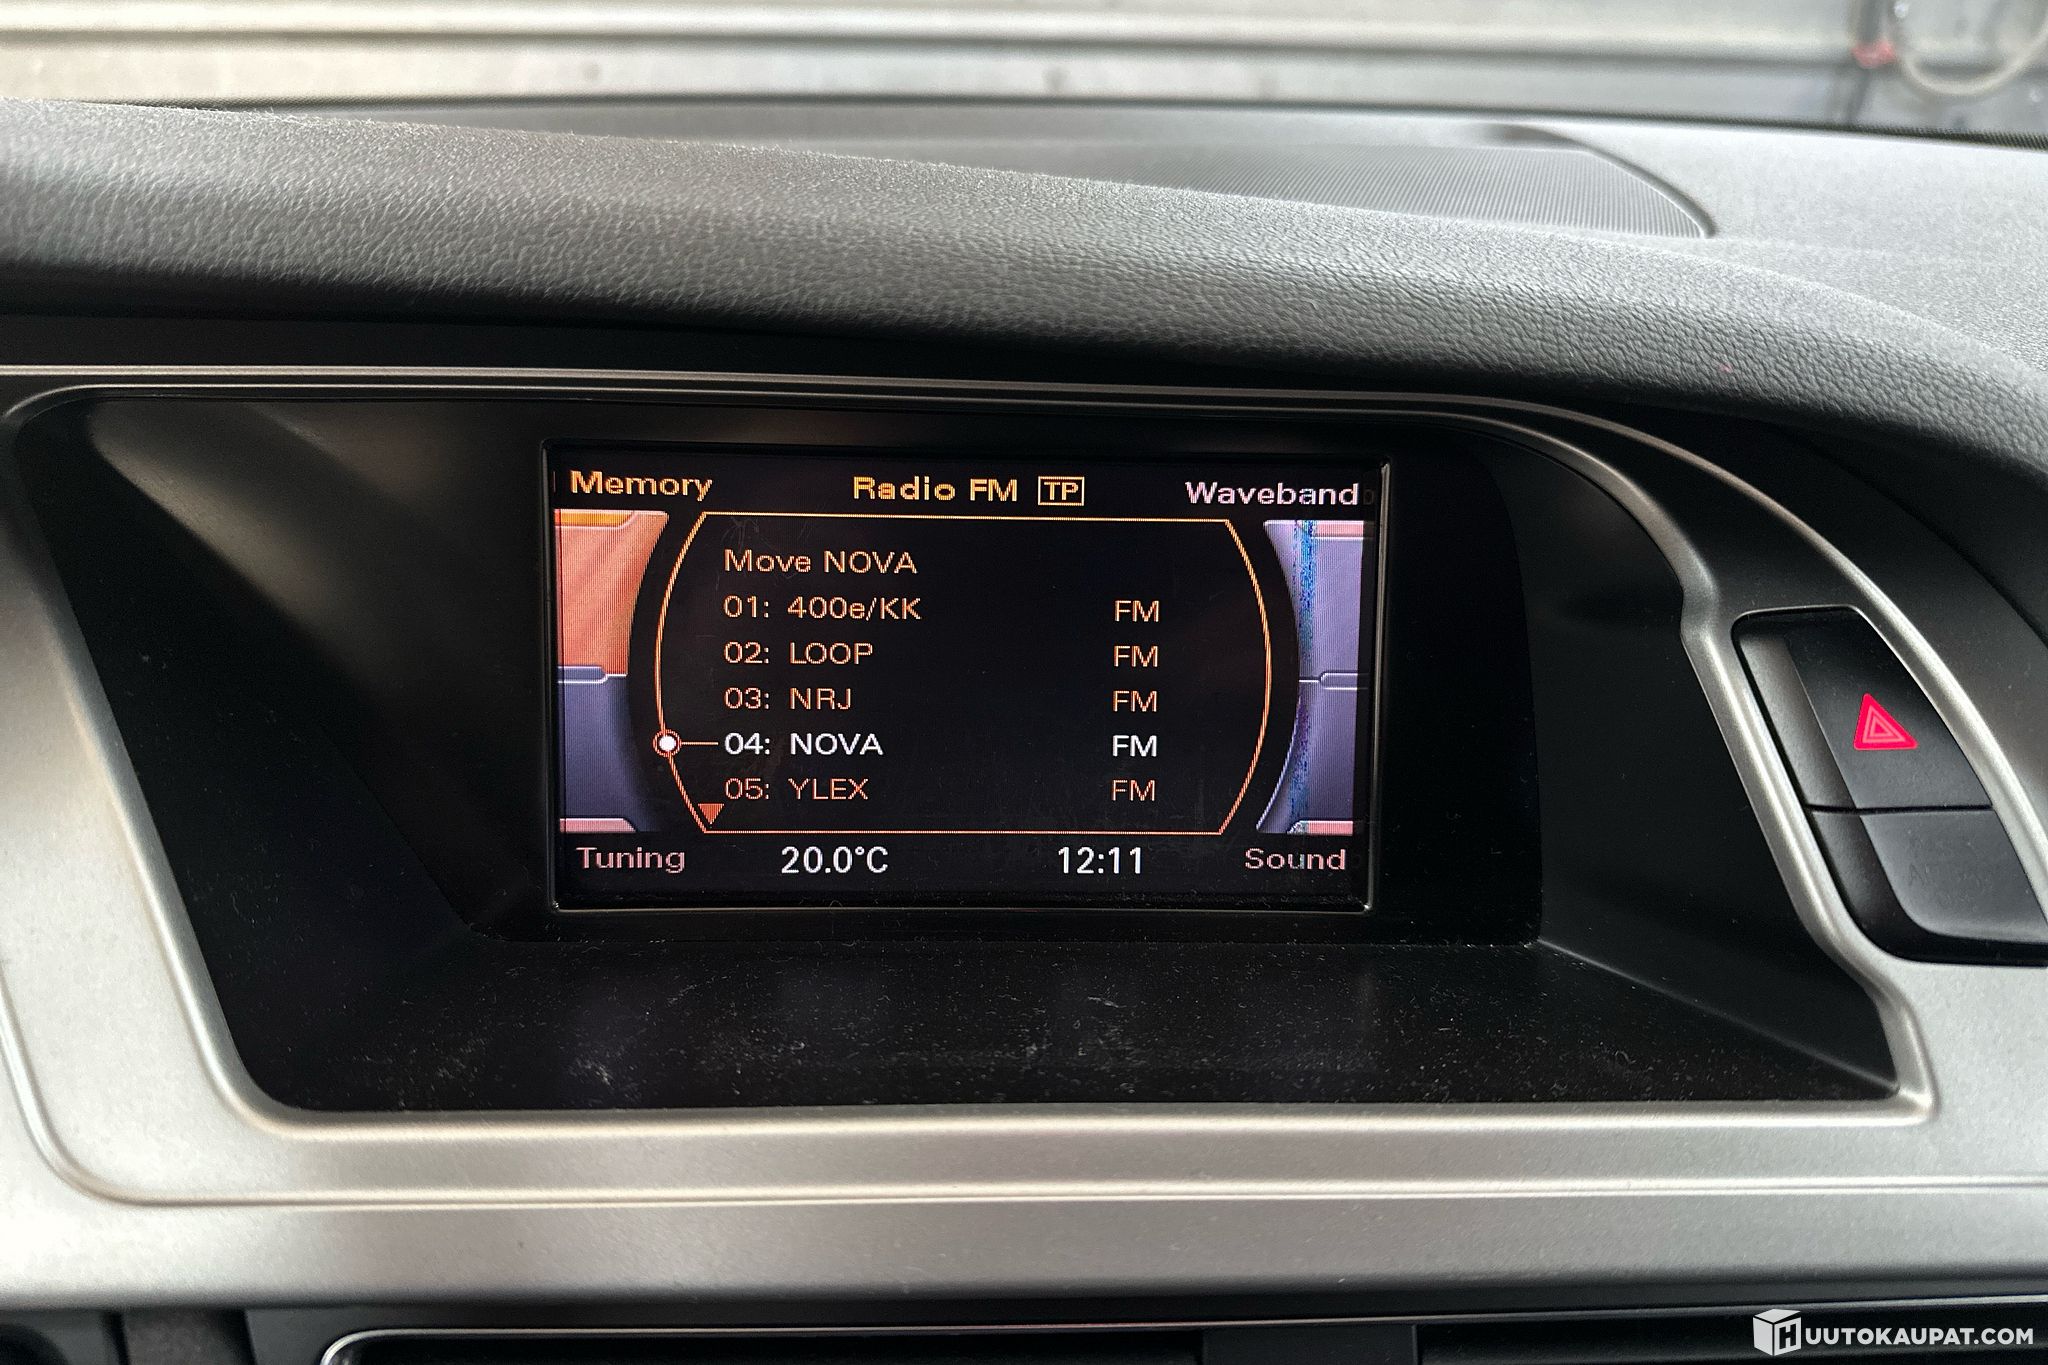 Memory Radio FM TP Waveband
Move NOVA
01: 400e/KK FM
02: LOOP FM
03: NRJ FM
04: NOVA FM
05: YLEX FM
Tuning 20.0°C 12:11 Sound
HUUTOKAUPAT.COM